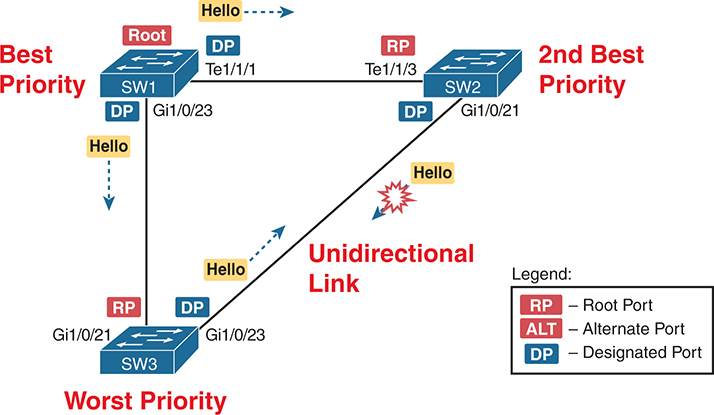 Hello
Root
DP
RP
Best
Priority
2nd Best
Priority
Te1/1/1
Te1/1/3
SW1
SW2
DP
Gi1/0/23
DP
Gi1/0/21
Hello
Hello
Hello
Unidirectional
Link
Legend:
RP – Root Port
ALT – Alternate Port
DP – Designated Port
RP
DP
Gi1/0/21
Gi1/0/23
SW3
Worst Priority